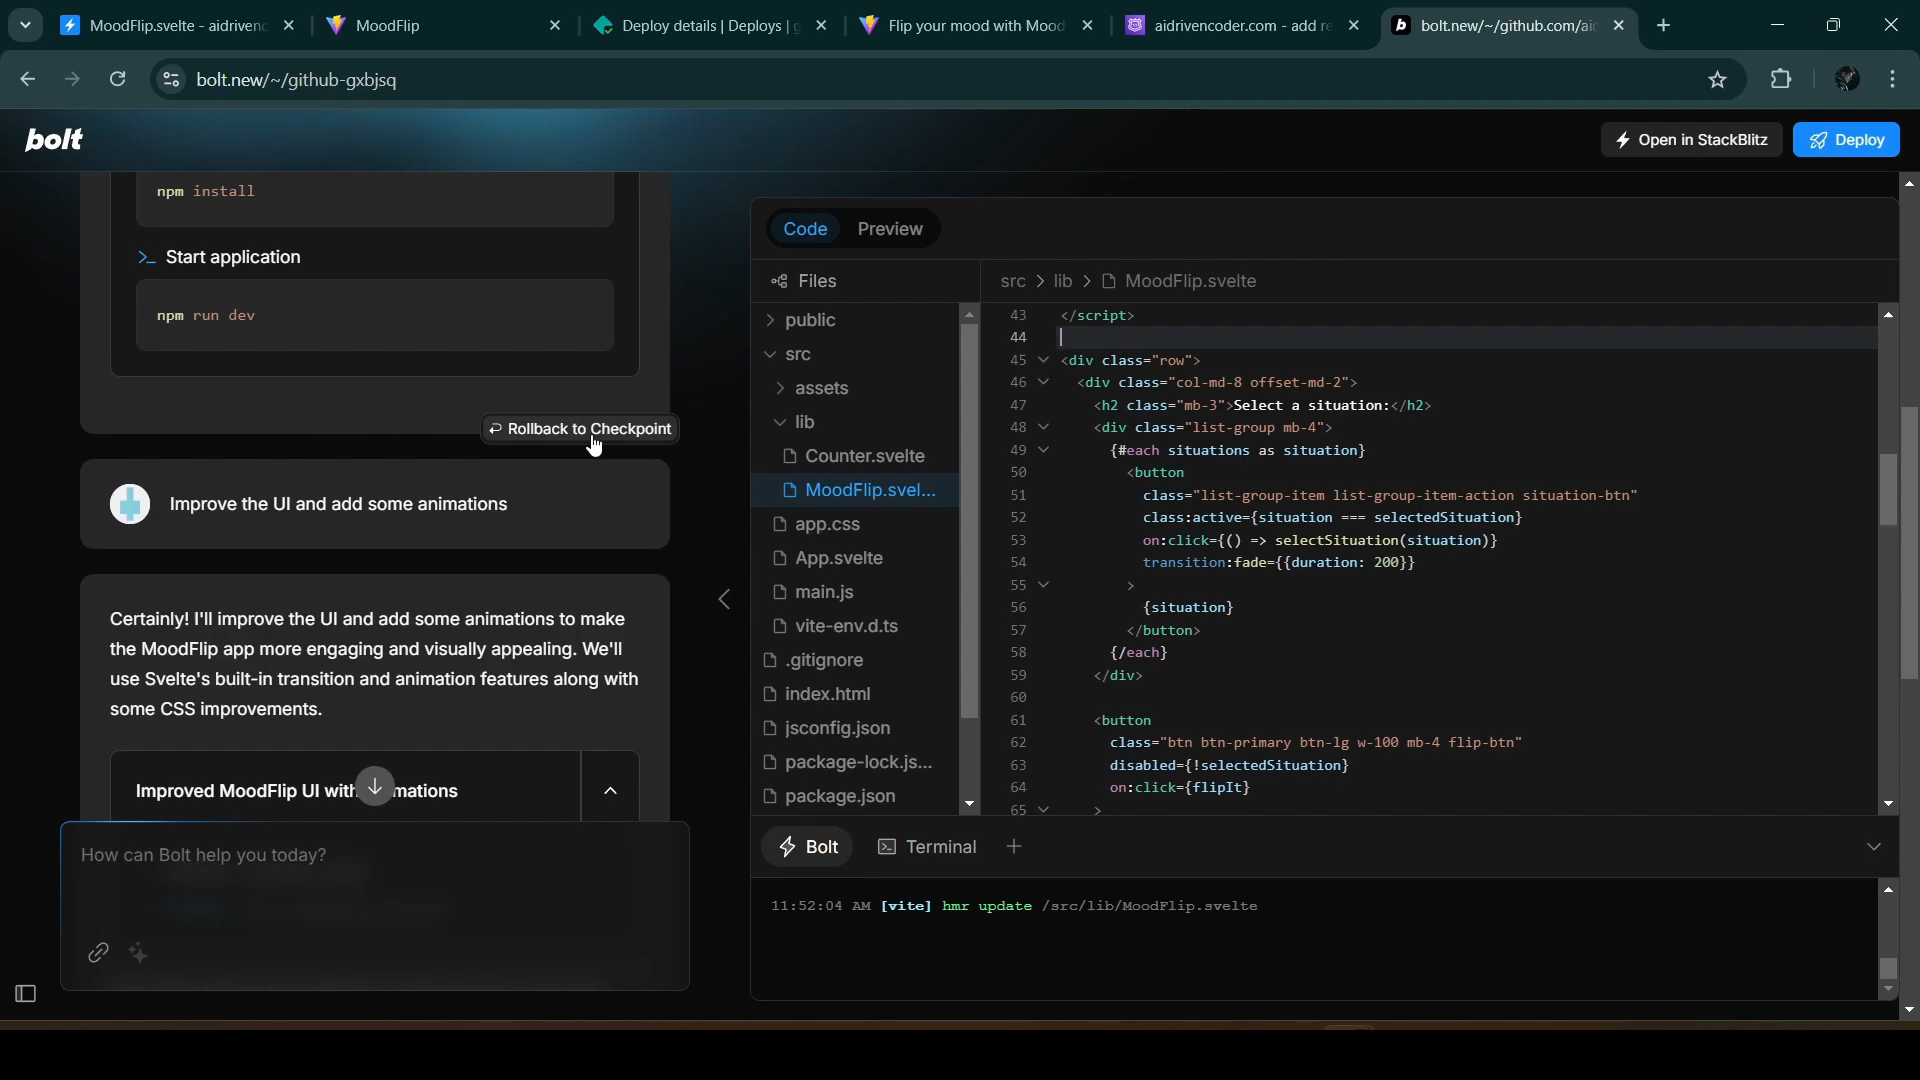 MoodFlip.svelte - aidriven
MoodFlip
Deploy details | Deploys | g
Flip your mood with Mood
aidrivencoder.com - add re
bolt.new/~/github.com/aic
bolt.new/~/github-gxbjsq
bolt
Open in StackBlitz
Deploy
npm install
Start application
npm run dev
Rollback to Checkpoint
Improve the UI and add some animations
Certainly! I'll improve the UI and add some animations to make
the MoodFlip app more engaging and visually appealing. We'll
use Svelte's built-in transition and animation features along with
some CSS improvements.
Improved MoodFlip UI with mations
How can Bolt help you today?
Code
Preview
Files
public
src
assets
lib
Counter.svelte
MoodFlip.svel...
app.css
App.svelte
main.js
vite-env.d.ts
.gitignore
index.html
jsconfig.json
package-lock.js...
package.json
src > lib > MoodFlip.svelte
43 </script>
44
45 <div class="row">
46 <div class="col-md-8 offset-md-2">
47 <h2 class="mb-3">Select a situation:</h2>
48 <div class="list-group mb-4">
49 {#each situations as situation}
50 <button
51 class="list-group-item list-group-item-action situation-btn"
52 class:active={situation === selectedSituation}
53 on:click={() => selectSituation(situation)}
54 transition:fade={{duration: 200}}
55 >
56 {situation}
57 </button>
58 {/each}
59 </div>
60
61 <button
62 class="btn btn-primary btn-lg w-100 mb-4 flip-btn"
63 disabled={!selectedSituation}
64 on:click={flipIt}
65 >
Bolt
Terminal
11:52:04 AM [vite] hmr update /src/lib/MoodFlip.svelte